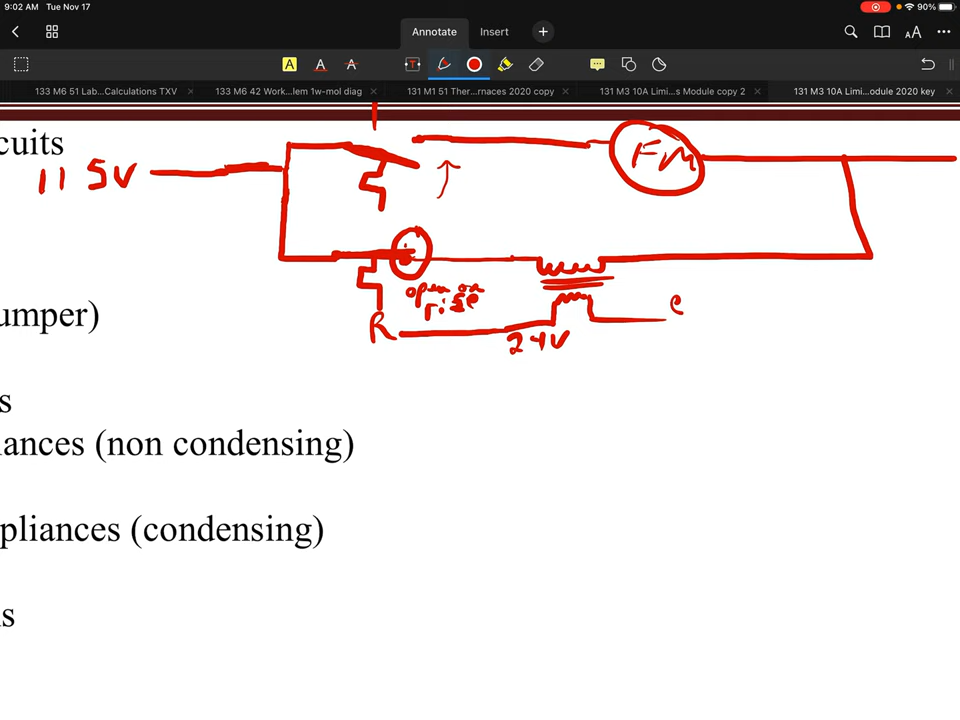 9:02 AM Tue Nov 17
90%
Annotate
Insert
A
A
A
T
AA
133 M6 51 Lab...Calculations TXV
133 M6 42 Work...lem 1w-mol diag
131 M1 51 Ther...rnaces 2020 copy
131 M3 10A Limi...s Module copy 2
131 M3 10A Limi...odule 2020 key
cuits
115V
FM
open on
rise
R
24V
C
umper)
s
iances (non condensing)
pliances (condensing)
s